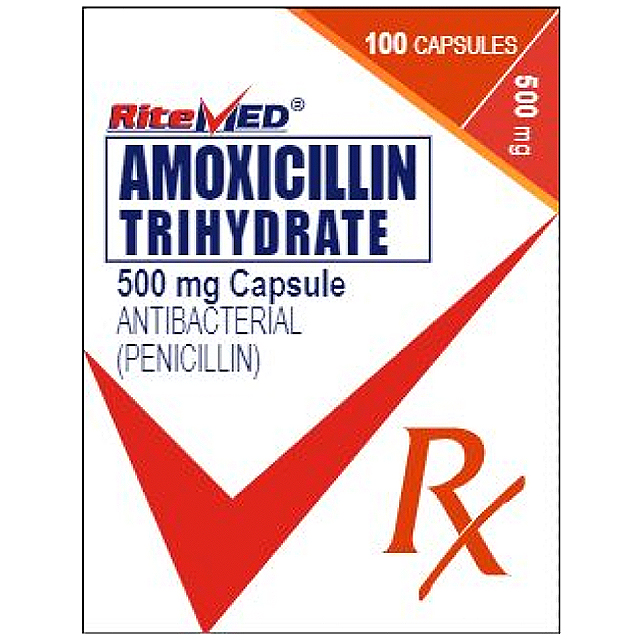 100 CAPSULES
500 mg
RiteMED®
AMOXICILLIN
TRIHYDRATE
500 mg Capsule
ANTIBACTERIAL
(PENICILLIN)
Rx